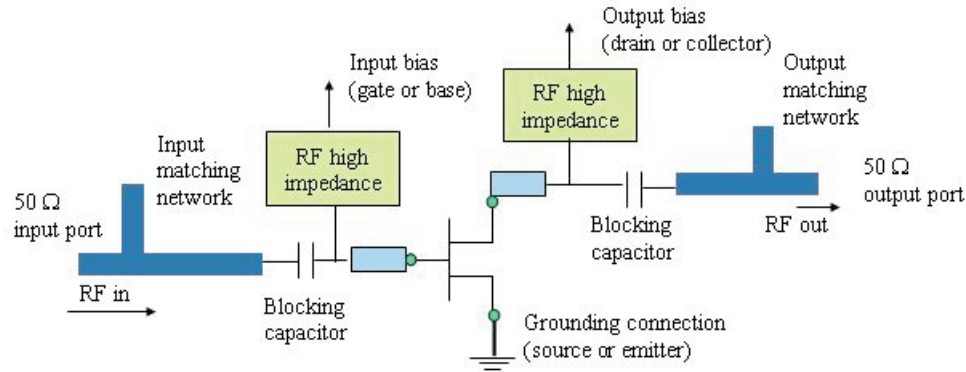 Output bias
(drain or collector)
Input bias
(gate or base)
Output
matching
network
RF high
impedance
Input
matching
network
RF high
impedance
50 Ω
input port
50 Ω
output port
Blocking
capacitor
RF out
RF in
Blocking
capacitor
Grounding connection
(source or emitter)